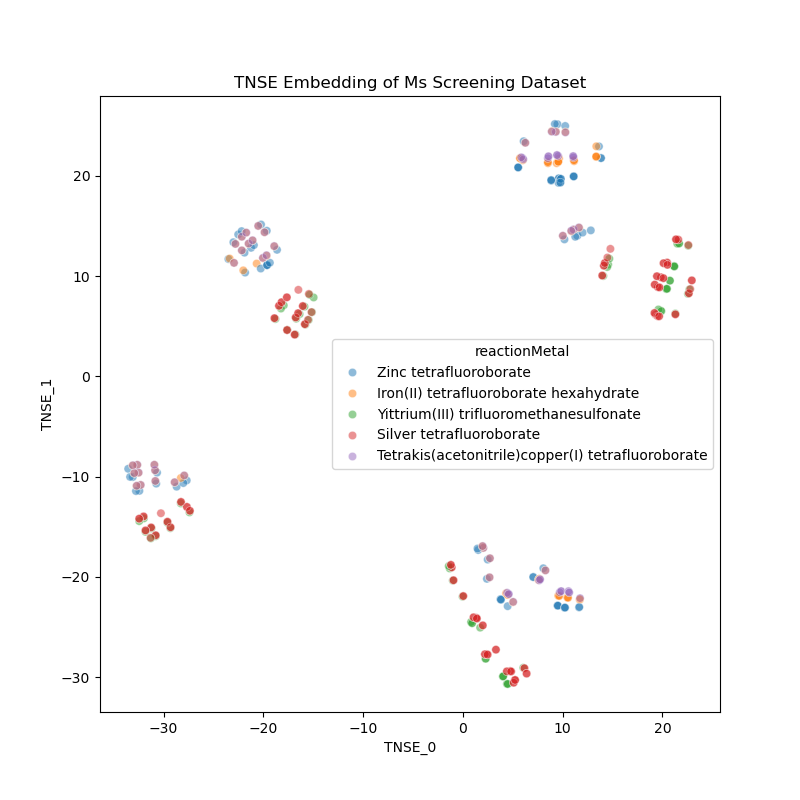 TNSE Embedding of Ms Screening Dataset
20
10
0
−10
−20
−30
TNSE_1
reactionMetal
Zinc tetrafluoroborate
Iron(II) tetrafluoroborate hexahydrate
Yittrium(III) trifluoromethanesulfonate
Silver tetrafluoroborate
Tetrakis(acetonitrile)copper(I) tetrafluoroborate
−30 −20 −10 0 10 20
TNSE_0